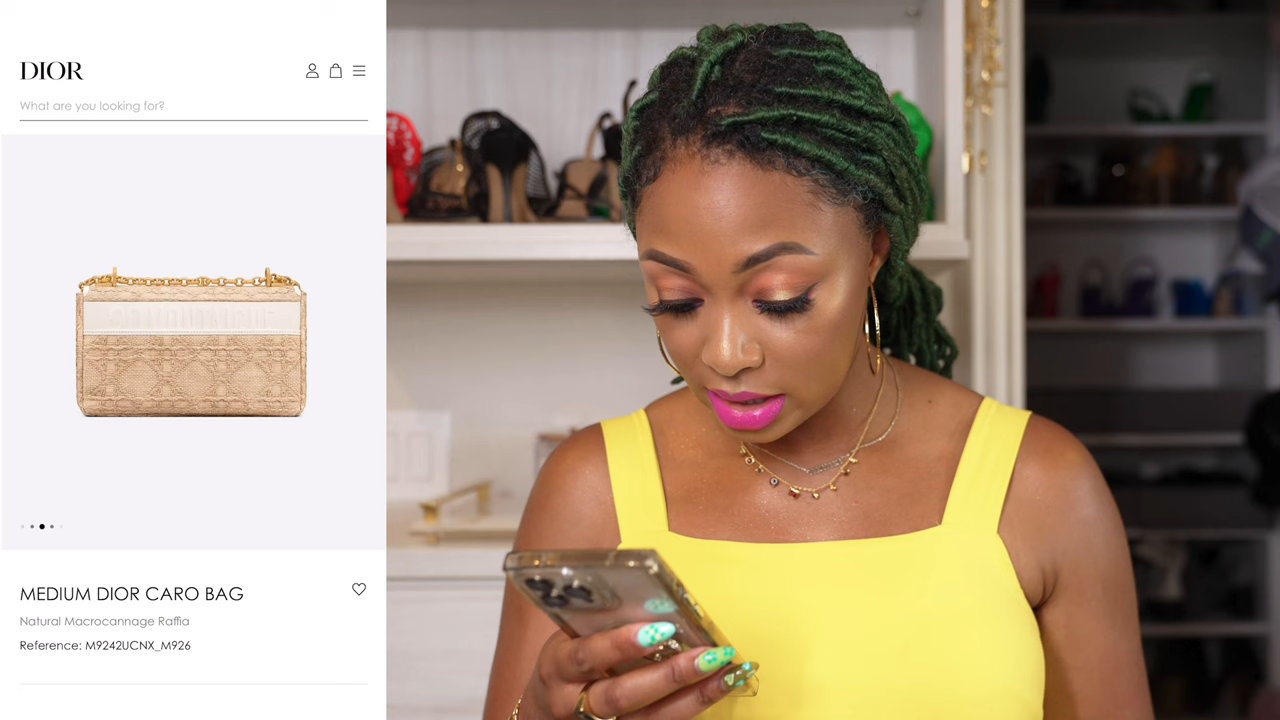 DIOR
What are you looking for?
MEDIUM DIOR CARO BAG
Natural Macrocannage Raffia
Reference: M9242UCNX_M926